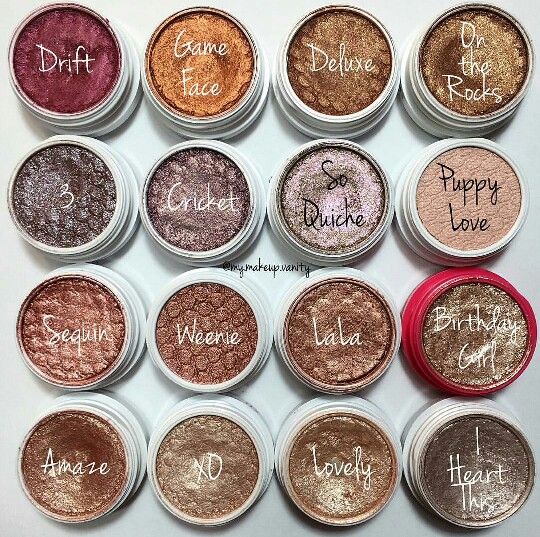 Drift
Game
Face
Deluxe
On
the
Rocks
3
Cricket
So
Quiche
Puppy
Love
@my.makeup.vanity
Sequin
Weenie
LaLa
Birthday
Girl
Amaze
XO
Lovely
I
Heart
This